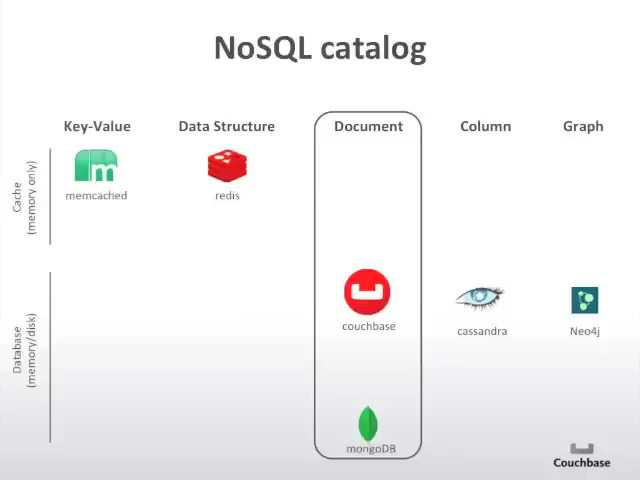 NoSQL catalog
Key-Value
Data Structure
Document
Column
Graph
Cache
(memory only)
memcached
redis
Database
(memory/disk)
couchbase
cassandra
Neo4j
mongoDB
Couchbase